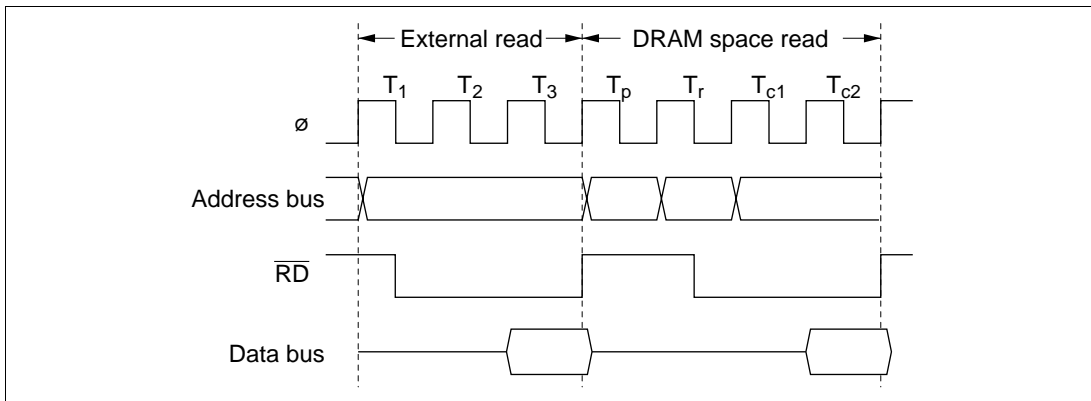 External read DRAM space read
T1 T2 T3 Tp Tr Tc1 Tc2
ø
Address bus
RD
Data bus